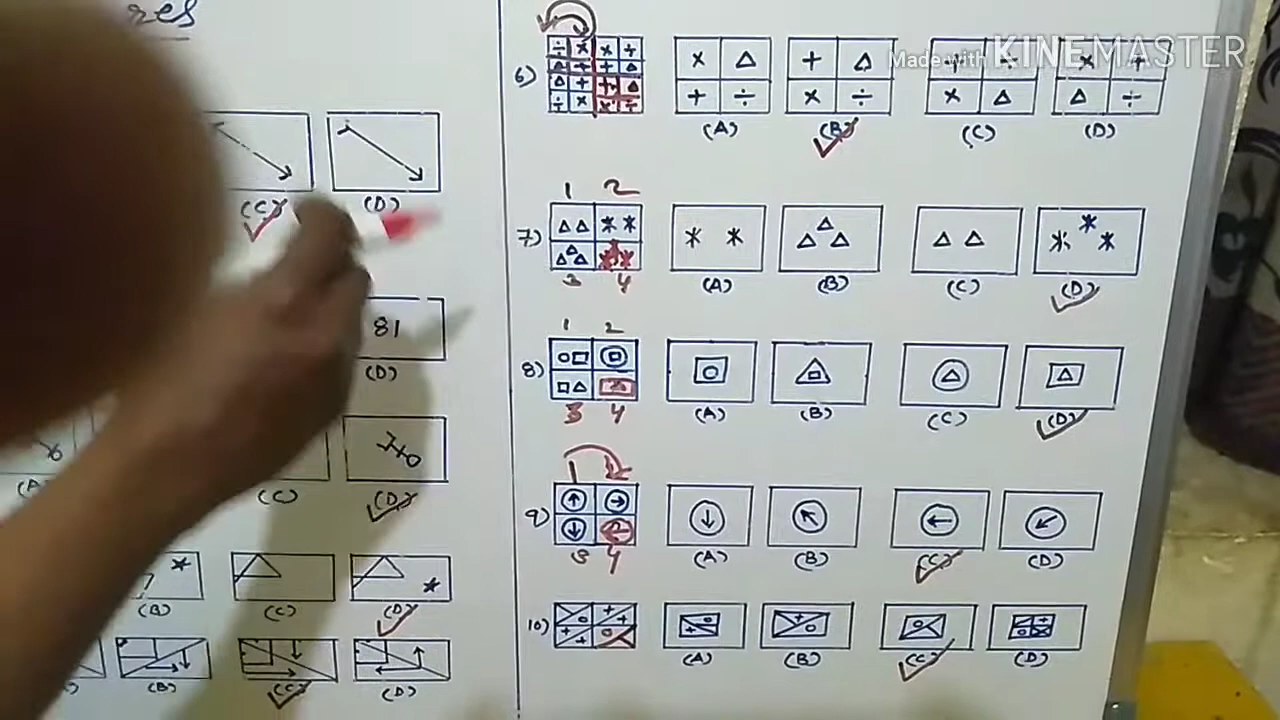 Made with KINEMASTER
(C) (D)
81
(D)
(C) (D)
(B) (C) (D)
(B) (C) (D)
6) ÷ × × +
Δ + + Δ
Δ + + Δ
÷ × × ÷
× Δ + Δ + ÷ × +
+ ÷ × ÷ × Δ Δ ÷
(A) (B) (C) (D)
1 2
7)
3 4
(A) (B) (C) (D)
1 2
8)
3 4
(A) (B) (C) (D)
1 2
9)
3 4
(A) (B) (C) (D)
10)
(A) (B) (C) (D)